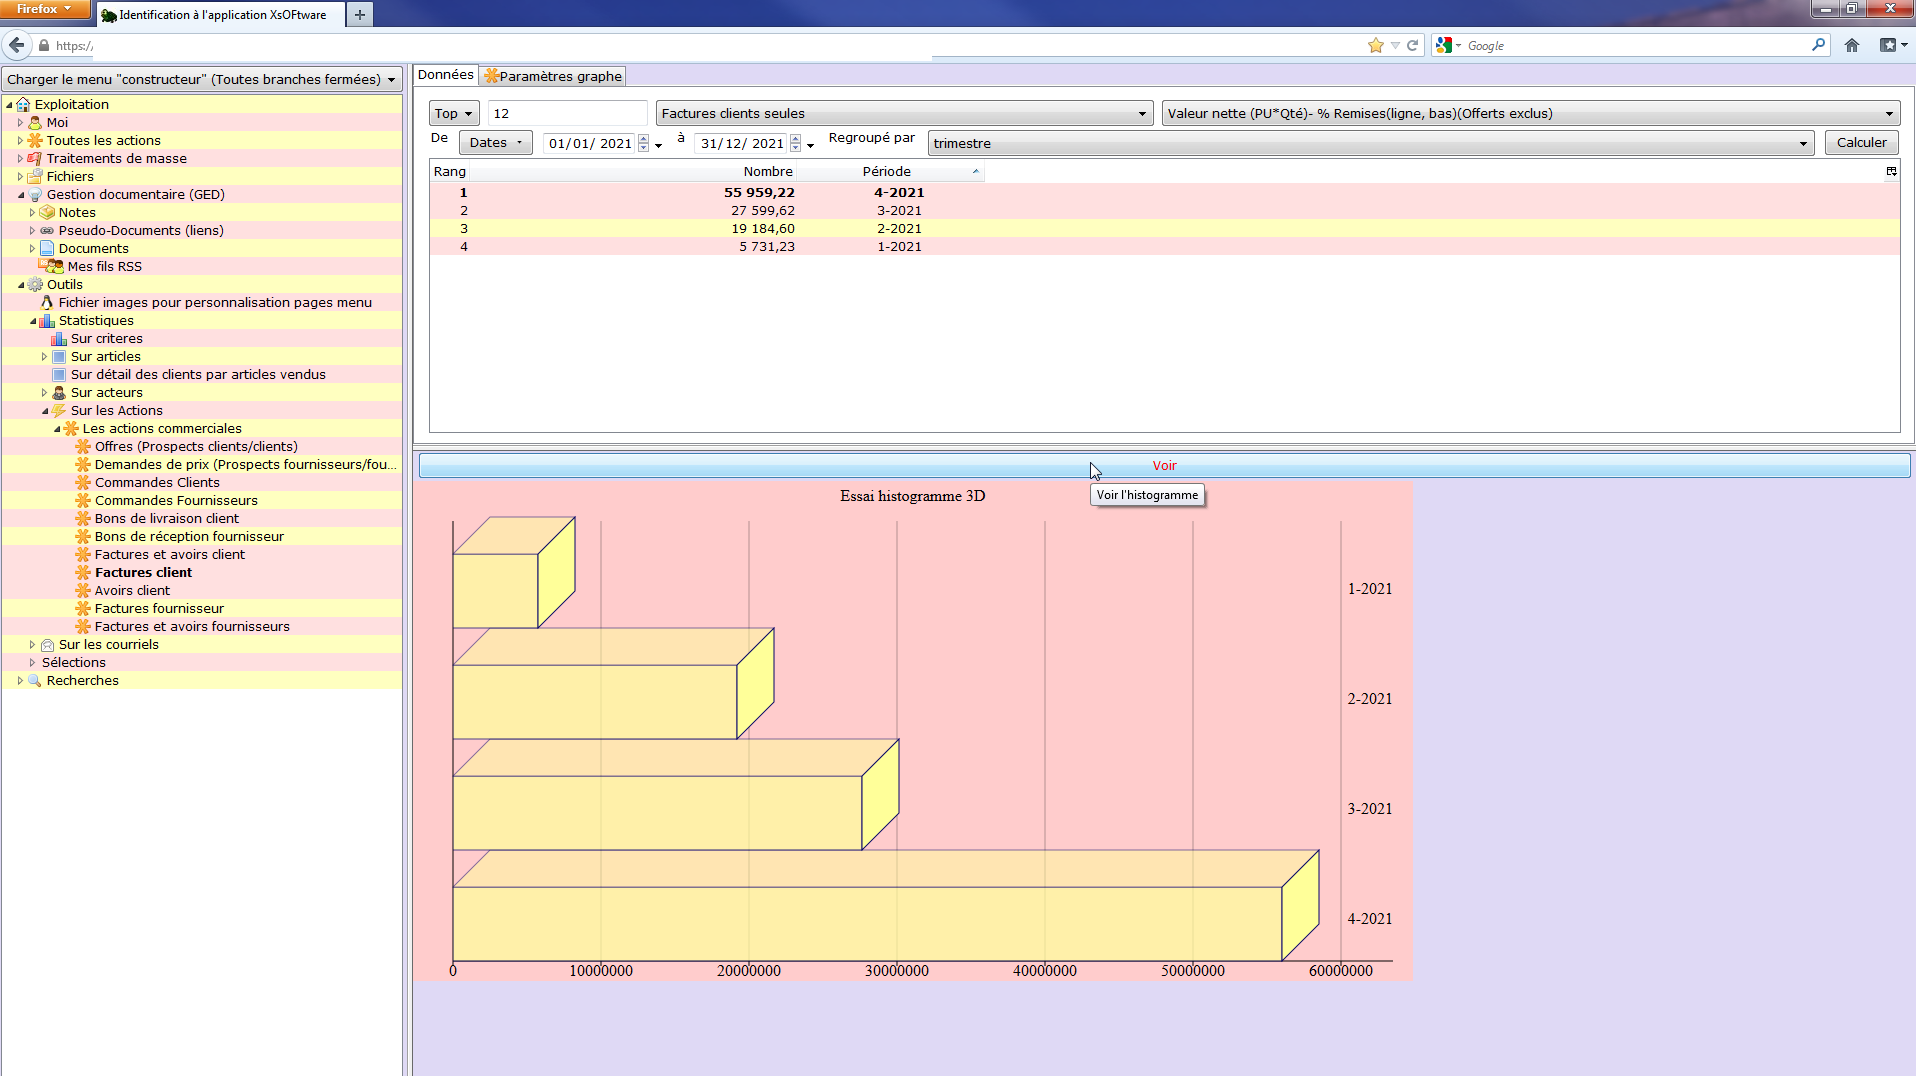 Firefox
Identification à l'application XsOFtware
https:/
Google
Charger le menu "constructeur" (Toutes branches fermées)
Exploitation
Moi
Toutes les actions
Traitements de masse
Fichiers
Gestion documentaire (GED)
Notes
Pseudo-Documents (liens)
Documents
Mes fils RSS
Outils
Fichier images pour personnalisation pages menu
Statistiques
Sur criteres
Sur articles
Sur détail des clients par articles vendus
Sur acteurs
Sur les Actions
Les actions commerciales
Offres (Prospects clients/clients)
Demandes de prix (Prospects fournisseurs/fou...
Commandes Clients
Commandes Fournisseurs
Bons de livraison client
Bons de réception fournisseur
Factures et avoirs client
Factures client
Avoirs client
Factures fournisseur
Factures et avoirs fournisseurs
Sur les courriels
Sélections
Recherches
Données Paramètres graphe
Top 12 Factures clients seules Valeur nette (PU*Qté)- % Remises(ligne, bas)(Offerts exclus)
De Dates 01/01/ 2021 à 31/12/ 2021 Regroupé par trimestre Calculer
Rang Nombre Période
1 55 959,22 4-2021
2 27 599,62 3-2021
3 19 184,60 2-2021
4 5 731,23 1-2021
Voir
Voir l'histogramme
Essai histogramme 3D
1-2021
2-2021
3-2021
4-2021
0 10000000 20000000 30000000 40000000 50000000 60000000